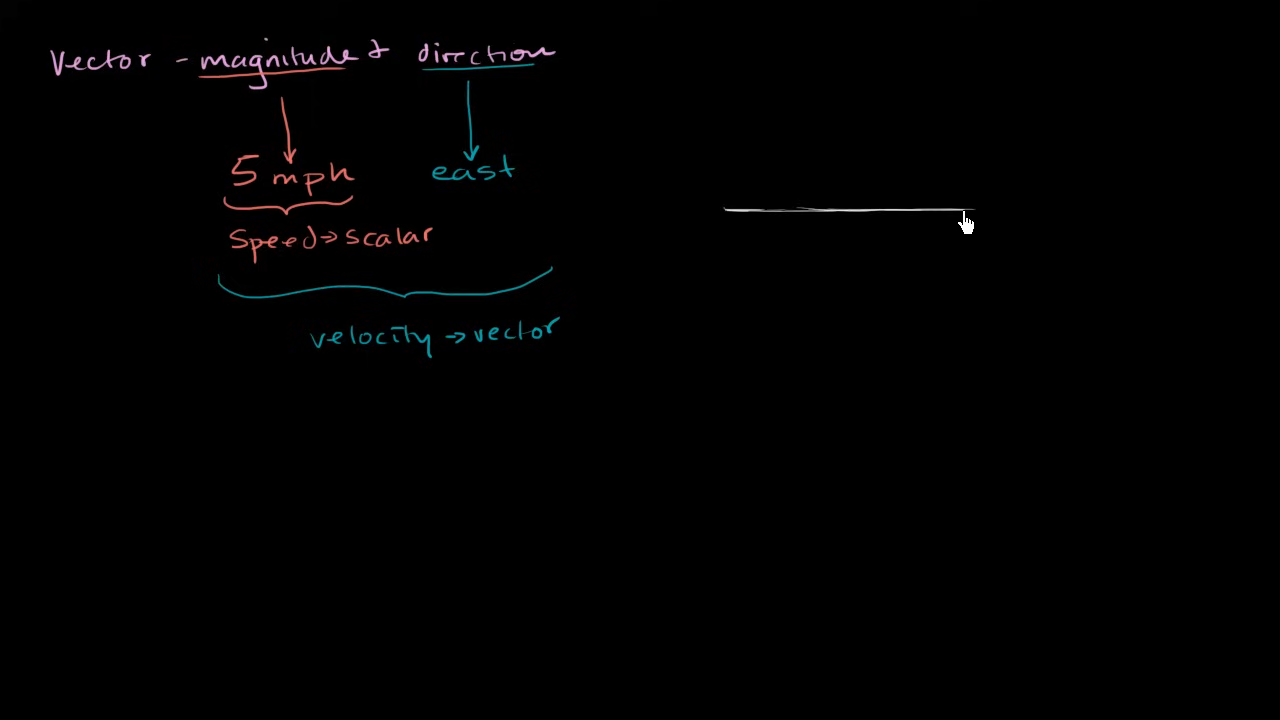 Vector - magnitude & direction
5 mph east
Speed → scalar
velocity → vector